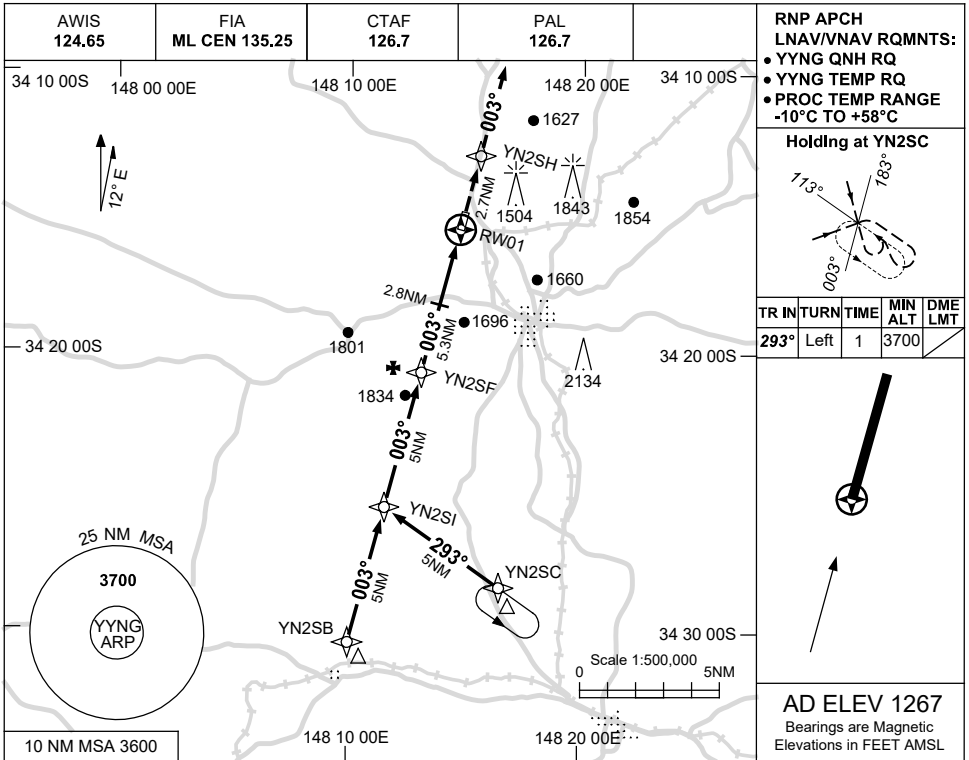 AWIS
124.65
FIA
ML CEN 135.25
CTAF
126.7
PAL
126.7
RNP APCH
LNAV/VNAV RQMNTS:
• YYNG QNH RQ
• YYNG TEMP RQ
• PROC TEMP RANGE
-10°C TO +58°C
34 10 00S
148 00 00E
148 10 00E
148 20 00E
34 10 00S
12° E
003°
1627
YN2SH
2.7NM
1504
1843
1854
RW01
1660
2.8NM
003°
5.3NM
1696
34 20 00S
1801
34 20 00S
YN2SF
2134
1834
003°
5NM
YN2SI
293°
5NM
YN2SC
003°
5NM
YN2SB
25 NM MSA
3700
YYNG
ARP
34 30 00S
Scale 1:500,000
0
5NM
10 NM MSA 3600
148 10 00E
148 20 00E
Holding at YN2SC
113°
183°
003°
TR IN
TURN
TIME
MIN
ALT
DME
LMT
293°
Left
1
3700
AD ELEV 1267
Bearings are Magnetic
Elevations in FEET AMSL